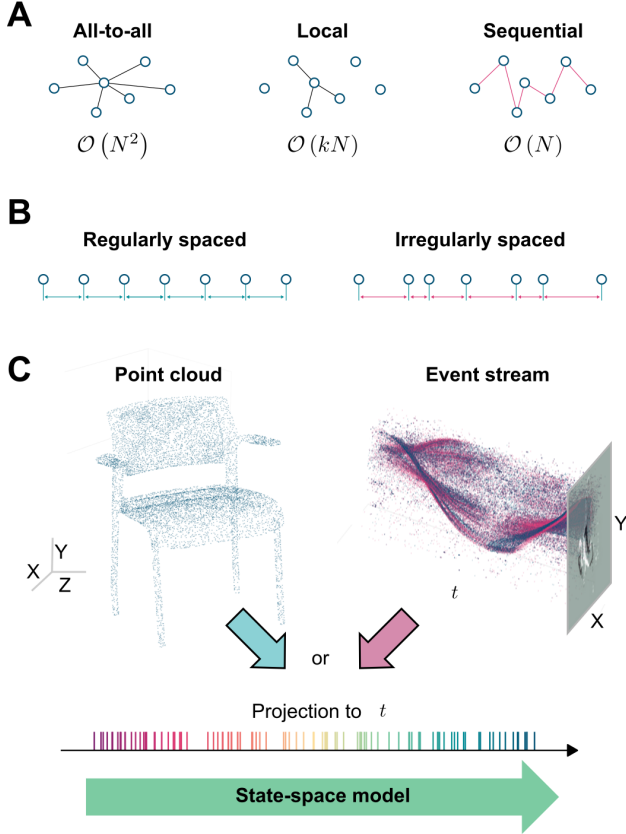 A
All-to-all Local Sequential
𝒪 (N²) 𝒪 (kN) 𝒪 (N)
B
Regularly spaced Irregularly spaced
C
Point cloud Event stream
Y
X
Z
Y
t
X
or
Projection to t
State-space model